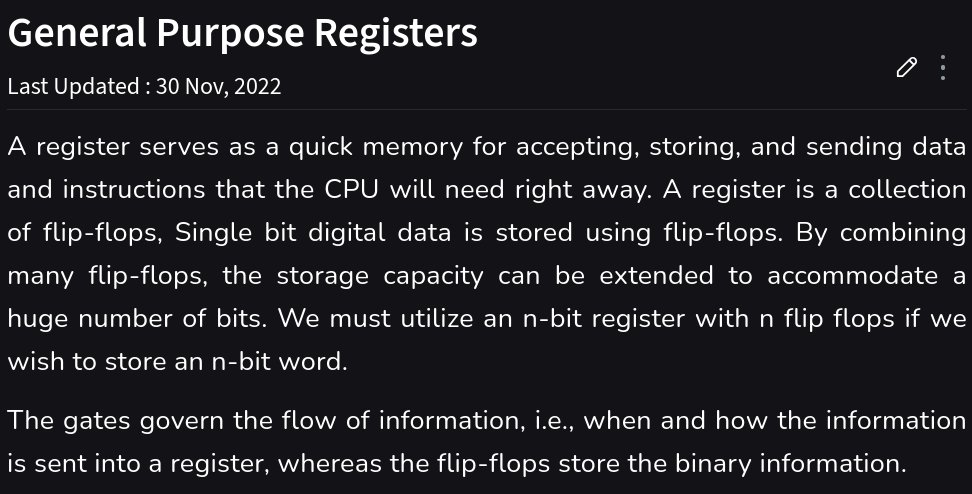 General Purpose Registers
Last Updated : 30 Nov, 2022
A register serves as a quick memory for accepting, storing, and sending data
and instructions that the CPU will need right away. A register is a collection
of flip-flops, Single bit digital data is stored using flip-flops. By combining
many flip-flops, the storage capacity can be extended to accommodate a
huge number of bits. We must utilize an n-bit register with n flip flops if we
wish to store an n-bit word.
The gates govern the flow of information, i.e., when and how the information
is sent into a register, whereas the flip-flops store the binary information.